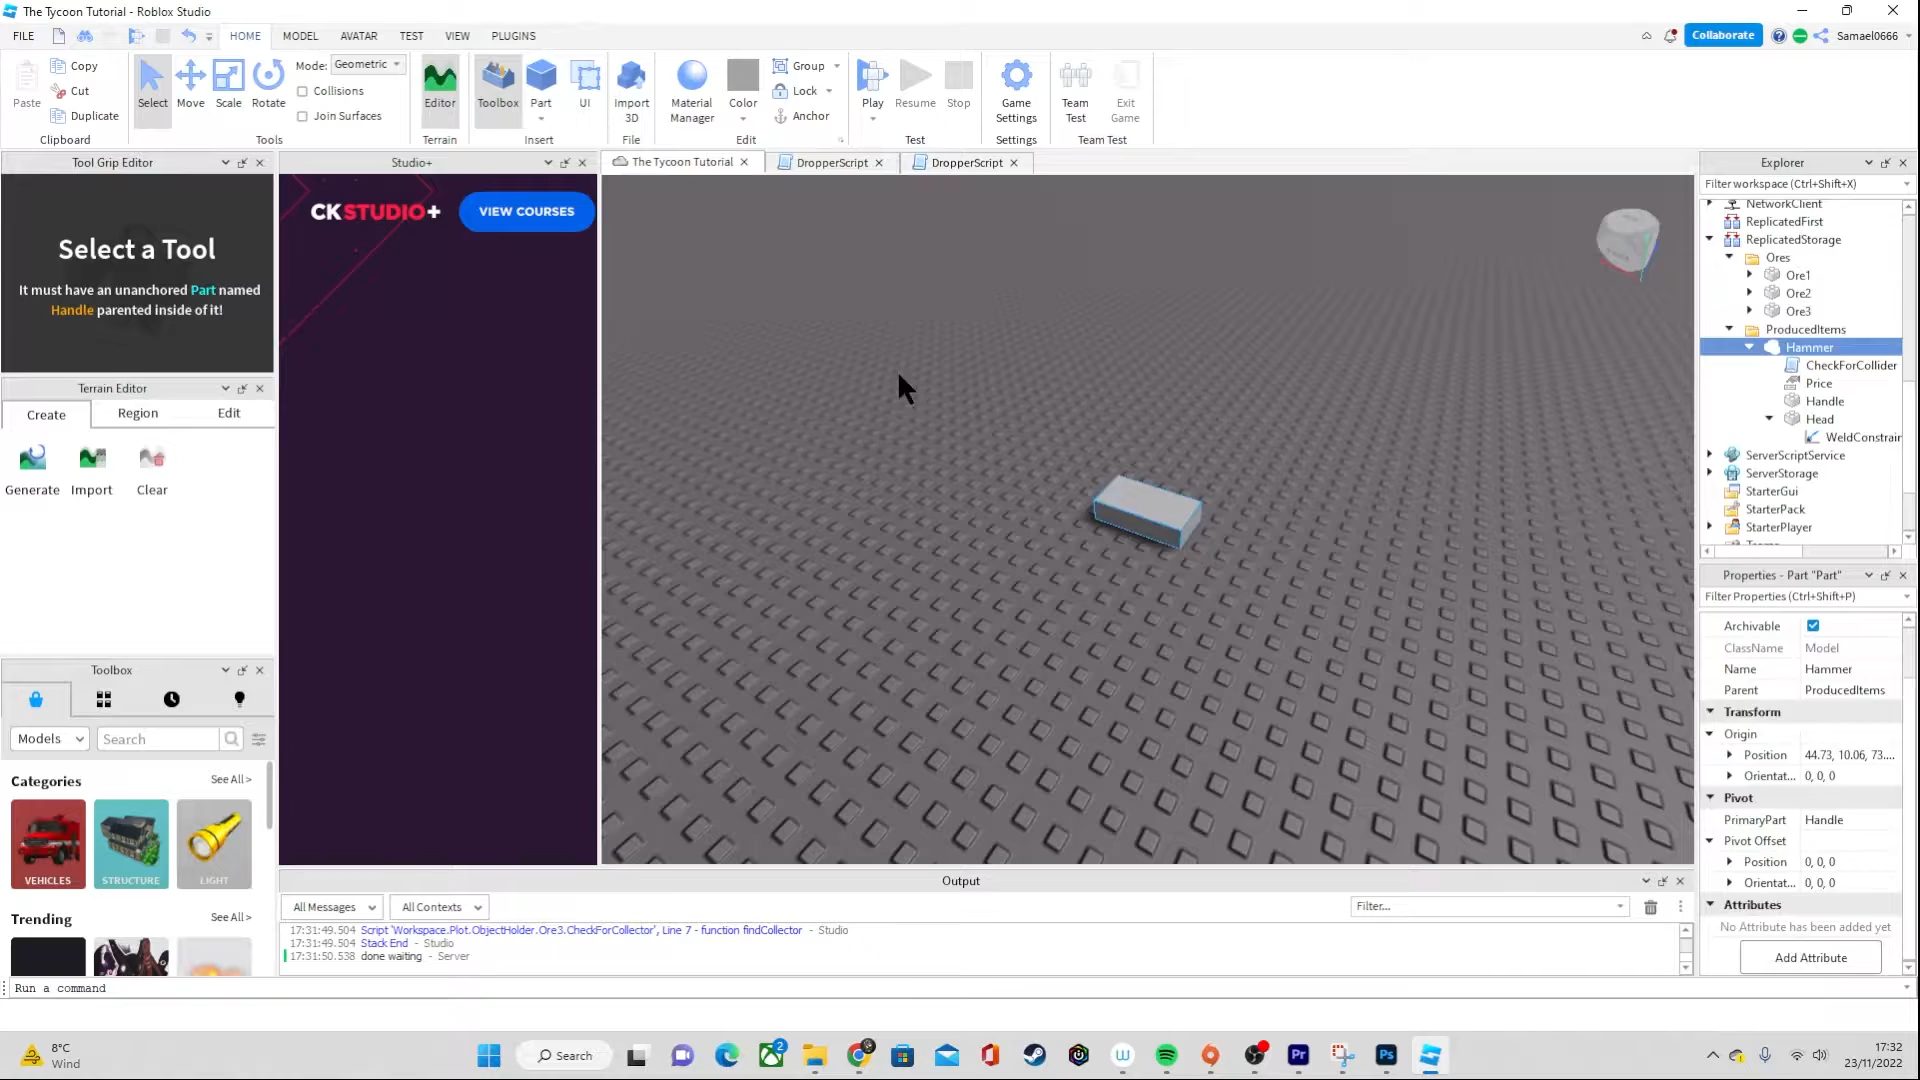 The Tycoon Tutorial - Roblox Studio
FILE HOME MODEL AVATAR TEST VIEW PLUGINS Collaborate Samael0666
Paste Copy Cut Duplicate Clipboard
Select Move Scale Rotate Mode: Geometric Collisions Join Surfaces Tools
Editor Terrain
Toolbox Part UI Insert
Import 3D File
Material Manager Color Group Lock Anchor Edit
Play Resume Stop Test
Game Settings Settings
Team Test Exit Game Team Test
Tool Grip Editor
Select a Tool
It must have an unanchored Part named
Handle parented inside of it!
Terrain Editor
Create Region Edit
Generate Import Clear
Toolbox
Models Search
Categories See All >
VEHICLES STRUCTURE LIGHT
Trending See All >
Studio+
CKSTUDIO+ VIEW COURSES
The Tycoon Tutorial DropperScript DropperScript
Output
All Messages All Contexts Filter...
17:31:49.504 Script 'Workspace.Plot.ObjectHolder.Ore3.CheckForCollector', Line 7 - function findCollector - Studio
17:31:49.504 Stack End - Studio
17:31:50.538 done waiting - Server
Explorer
Filter workspace (Ctrl+Shift+X)
NetworkClient
ReplicatedFirst
ReplicatedStorage
Ores
Ore1
Ore2
Ore3
ProducedItems
Hammer
CheckForCollider
Price
Handle
Head
WeldConstrain
ServerScriptService
ServerStorage
StarterGui
StarterPack
StarterPlayer
Properties - Part "Part"
Filter Properties (Ctrl+Shift+P)
Archivable
ClassName Model
Name Hammer
Parent ProducedItems
Transform
Origin
Position 44.73, 10.06, 73....
Orientat... 0, 0, 0
Pivot
PrimaryPart Handle
Pivot Offset
Position 0, 0, 0
Orientat... 0, 0, 0
Attributes
No Attribute has been added yet
Add Attribute
Run a command
8°C
Wind
Search
2
Pr
Ps
17:32
23/11/2022